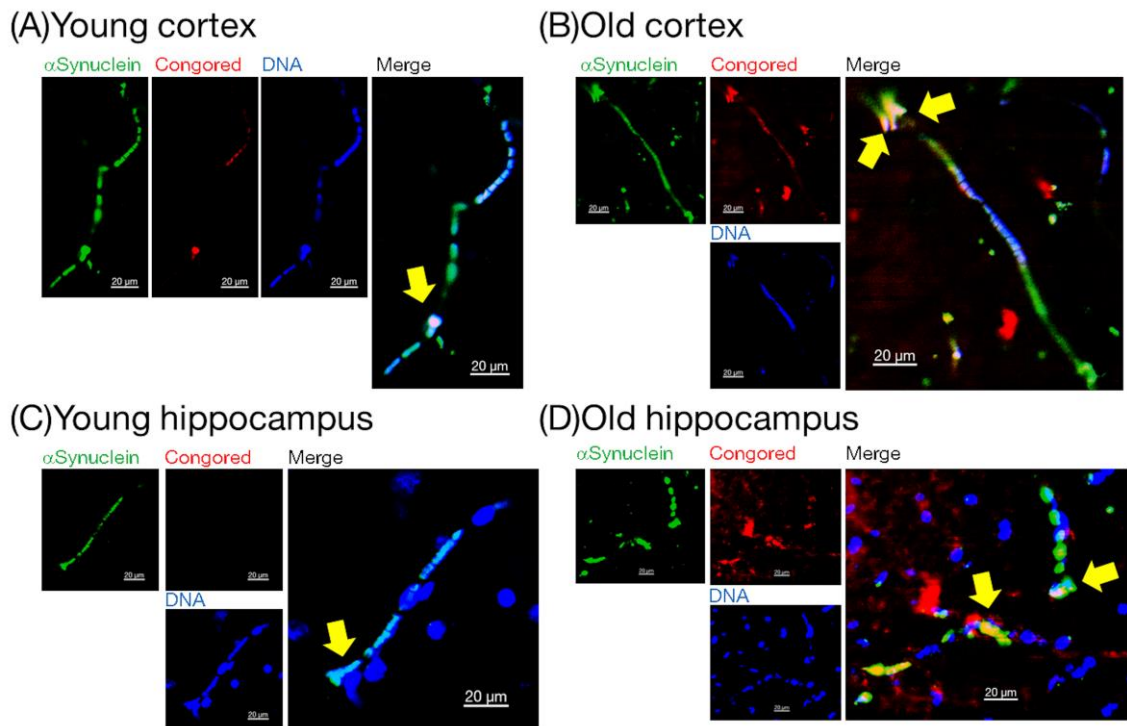 (A)Young cortex
αSynuclein Congored DNA Merge
20 µm
20 µm
20 µm
20 µm
(B)Old cortex
αSynuclein Congored Merge
20 µm
20 µm
DNA
20 µm
20 µm
(C)Young hippocampus
αSynuclein Congored Merge
20 µm
20 µm
DNA
20 µm
20 µm
(D)Old hippocampus
αSynuclein Congored Merge
20 µm
20 µm
DNA
20 µm
20 µm